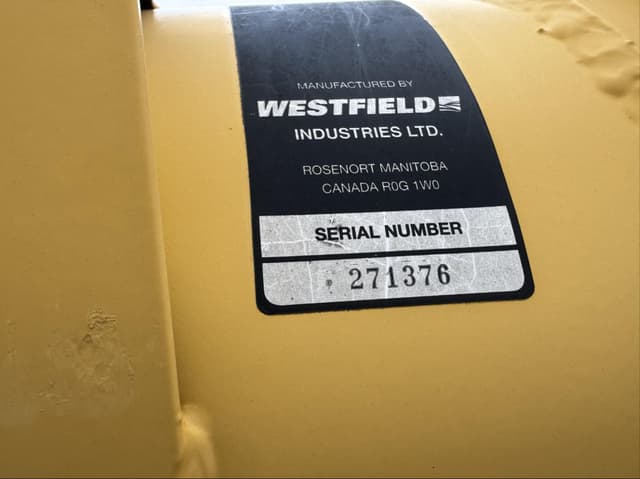 MANUFACTURED BY
WESTFIELD
INDUSTRIES LTD.
ROSENORT MANITOBA
CANADA R0G 1W0
SERIAL NUMBER
271376